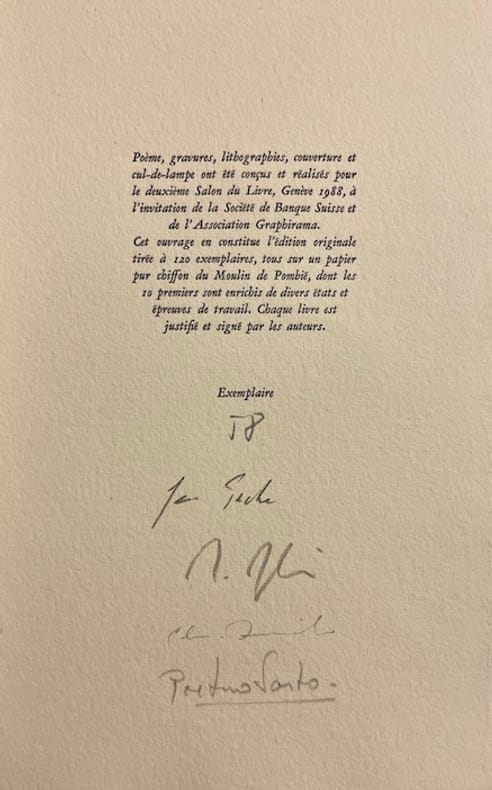 Poème, gravures, lithographies, couverture et
cul-de-lampe ont été conçus et réalisés pour
le deuxième Salon du Livre, Genève 1988, à
l'invitation de la Société de Banque Suisse et
de l'Association Graphirama.
Cet ouvrage en constitue l'édition originale
tirée à 120 exemplaires, tous sur un papier
pur chiffon du Moulin de Pombié, dont les
10 premiers sont enrichis de divers états et
épreuves de travail. Chaque livre est
justifié et signé par les auteurs.
Exemplaire
58
Pietro Sarto